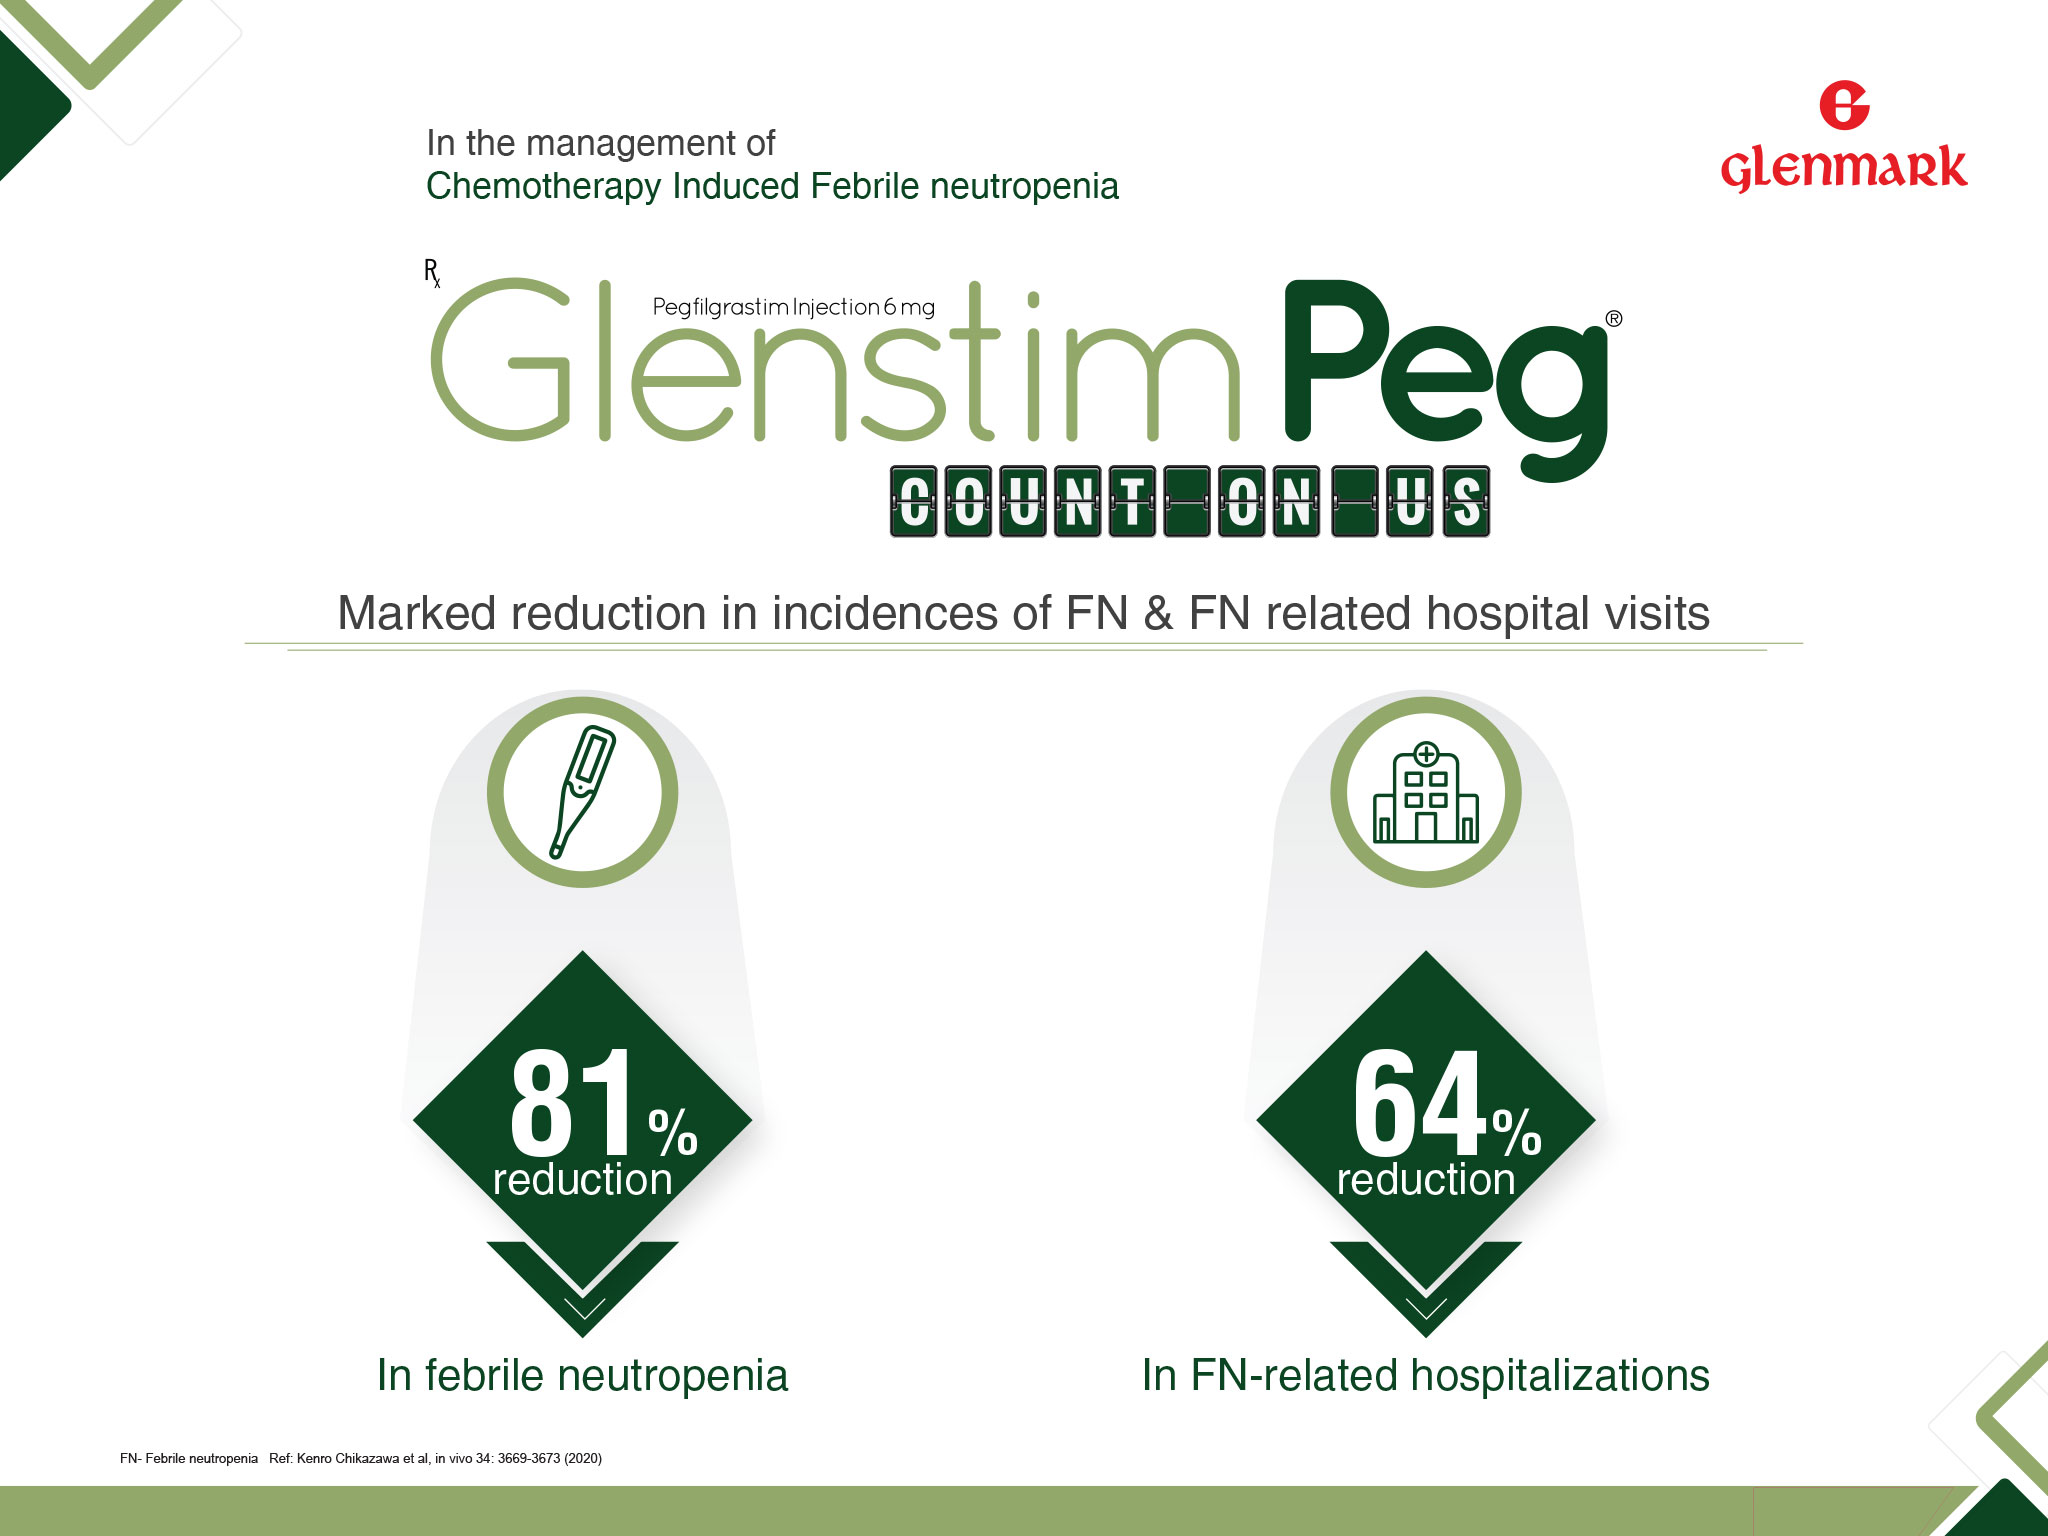 In the management of
Chemotherapy Induced Febrile neutropenia
GLENMARK
Rx
Pegfilgrastim Injection 6 mg
Glenstim Peg®
COUNT ON US
Marked reduction in incidences of FN & FN related hospital visits
81%
reduction
In febrile neutropenia
64%
reduction
In FN-related hospitalizations
FN- Febrile neutropenia Ref: Kenro Chikazawa et al, in vivo 34: 3669-3673 (2020)